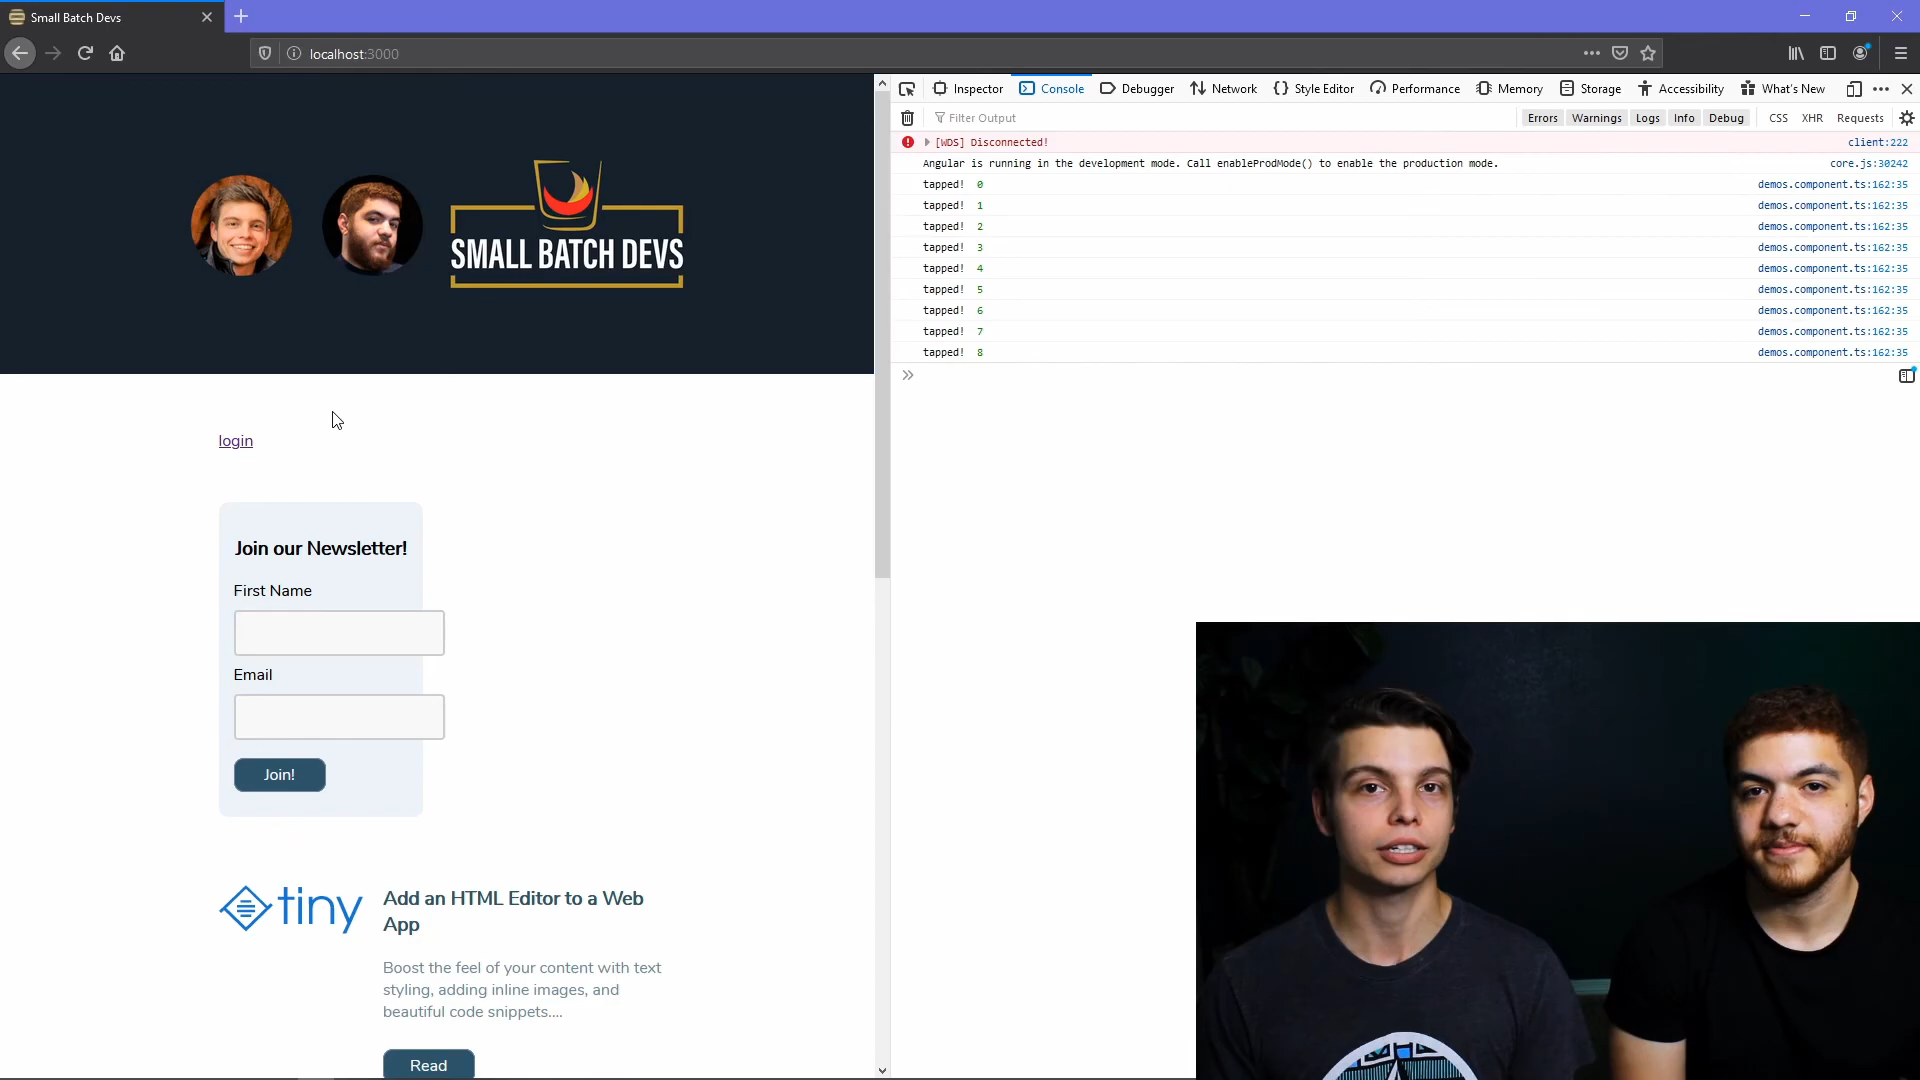 Small Batch Devs
localhost:3000
SMALL BATCH DEVS
login
Join our Newsletter!
First Name
Email
Join!
tiny
Add an HTML Editor to a Web
App
Boost the feel of your content with text
styling, adding inline images, and
beautiful code snippets....
Read
Inspector Console Debugger Network Style Editor Performance Memory Storage Accessibility What's New
Filter Output Errors Warnings Logs Info Debug CSS XHR Requests
[WDS] Disconnected! client:222
Angular is running in the development mode. Call enableProdMode() to enable the production mode. core.js:30242
tapped! 0 demos.component.ts:162:35
tapped! 1 demos.component.ts:162:35
tapped! 2 demos.component.ts:162:35
tapped! 3 demos.component.ts:162:35
tapped! 4 demos.component.ts:162:35
tapped! 5 demos.component.ts:162:35
tapped! 6 demos.component.ts:162:35
tapped! 7 demos.component.ts:162:35
tapped! 8 demos.component.ts:162:35